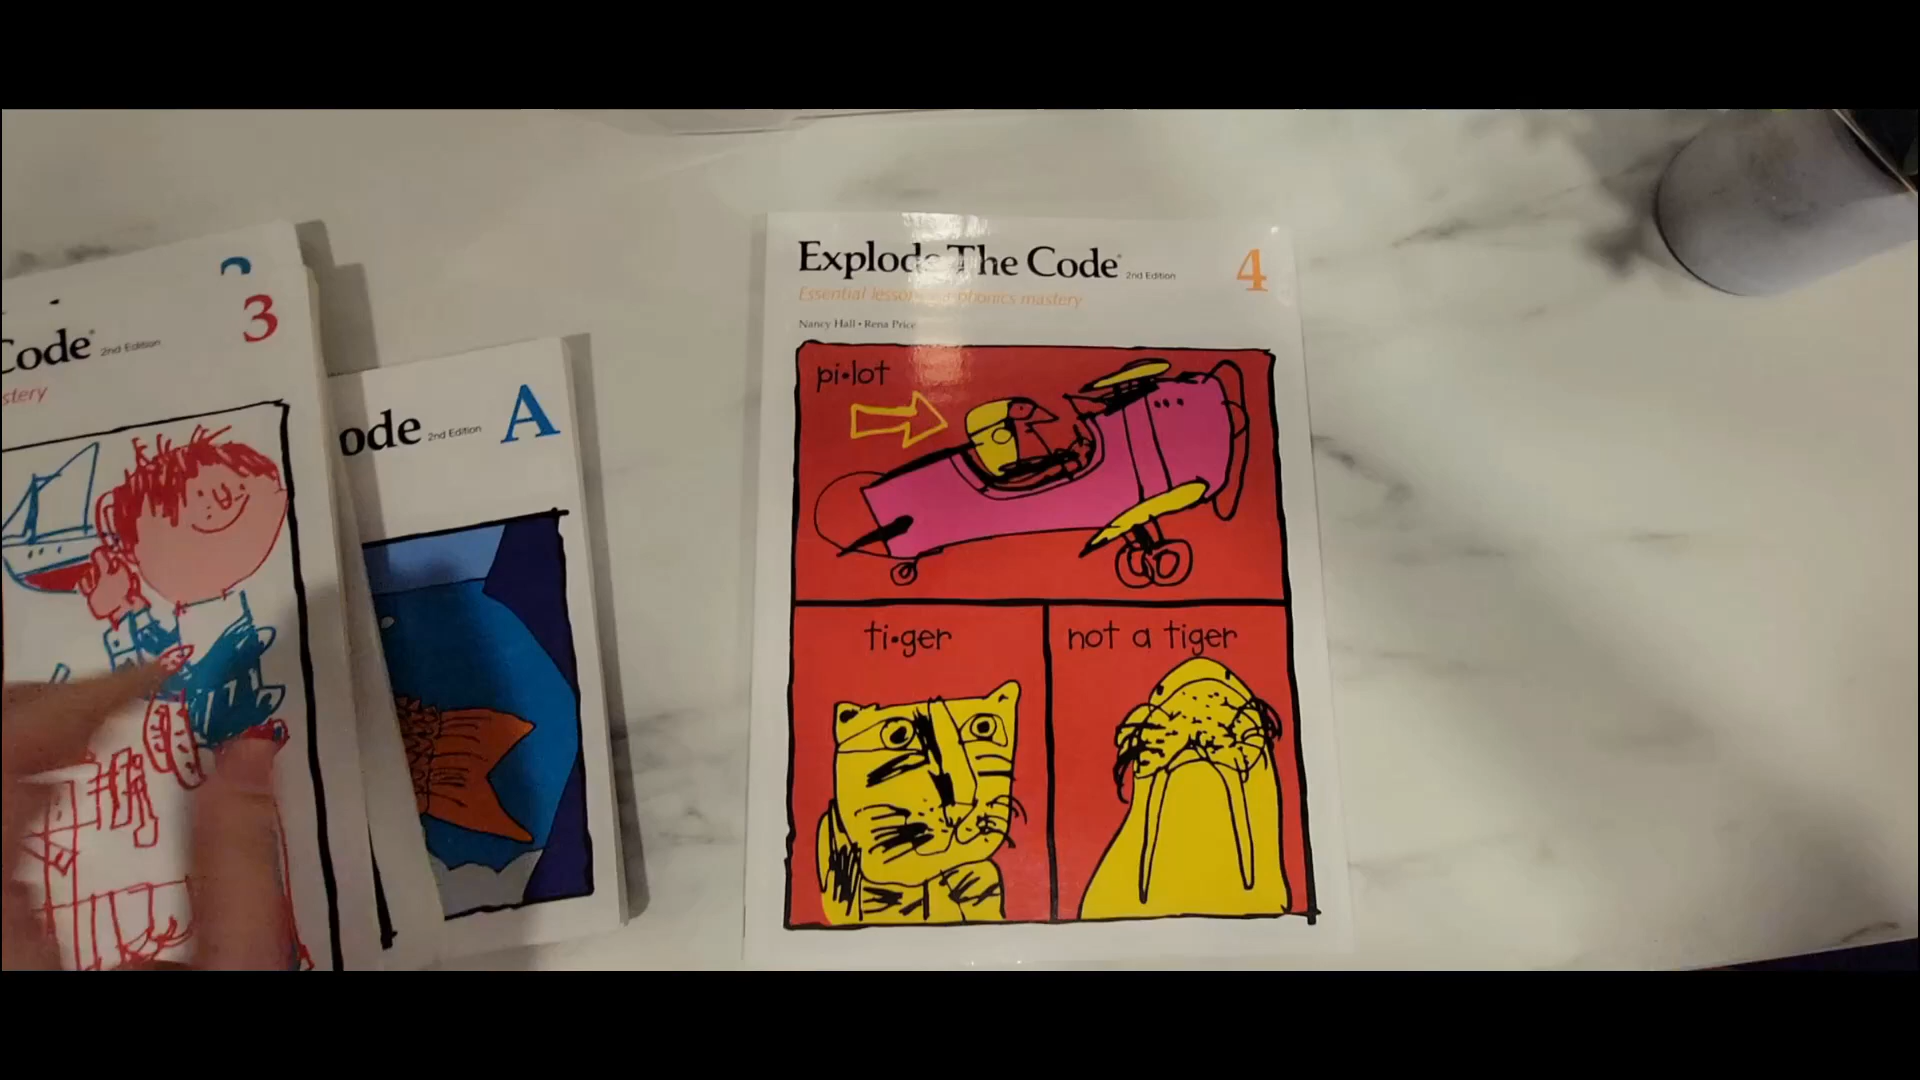 3
Code 2nd Edition
stery
ode 2nd Edition A
Explode The Code 2nd Edition 4
Essential lessons phonics mastery
Nancy Hall • Rena Price
pi•lot
ti•ger
not a tiger